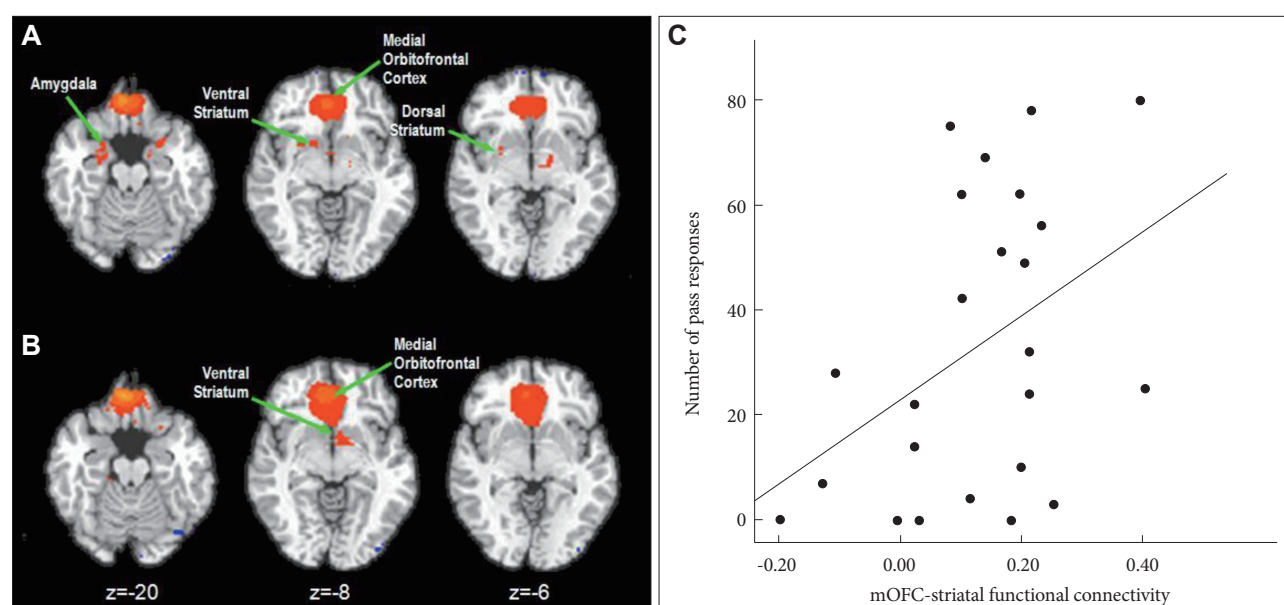 A
Amygdala
Ventral
Striatum
Medial
Orbitofrontal
Cortex
Dorsal
Striatum
B
Ventral
Striatum
Medial
Orbitofrontal
Cortex
z=-20
z=-8
z=-6
C
Number of pass responses
80
60
40
20
0
-0.20
0.00
0.20
0.40
mOFC-striatal functional connectivity